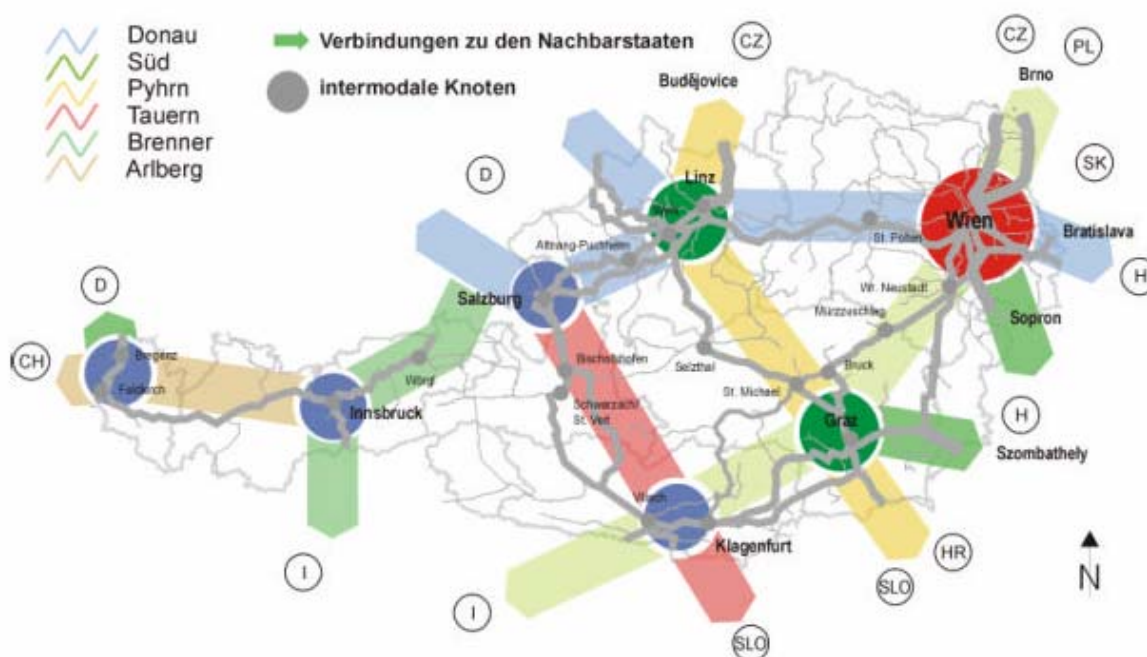 Donau
Süd
Pyhrn
Tauern
Brenner
Arlberg
Verbindungen zu den Nachbarstaaten
intermodale Knoten
CZ
CZ
PL
Budějovice
Brno
D
SK
Linz
Wels
Wien
St. Pölten
Bratislava
Attnang-Puchheim
H
D
Salzburg
Wr. Neustadt
Mürzzuschlag
Sopron
CH
Bregenz
Feldkirch
Wörgl
Bischofshofen
Selzthal
Bruck
Innsbruck
St. Michael
Schwarzach/
St. Veit
Graz
H
Szombathely
Villach
Klagenfurt
HR
N
I
SLO
I
SLO